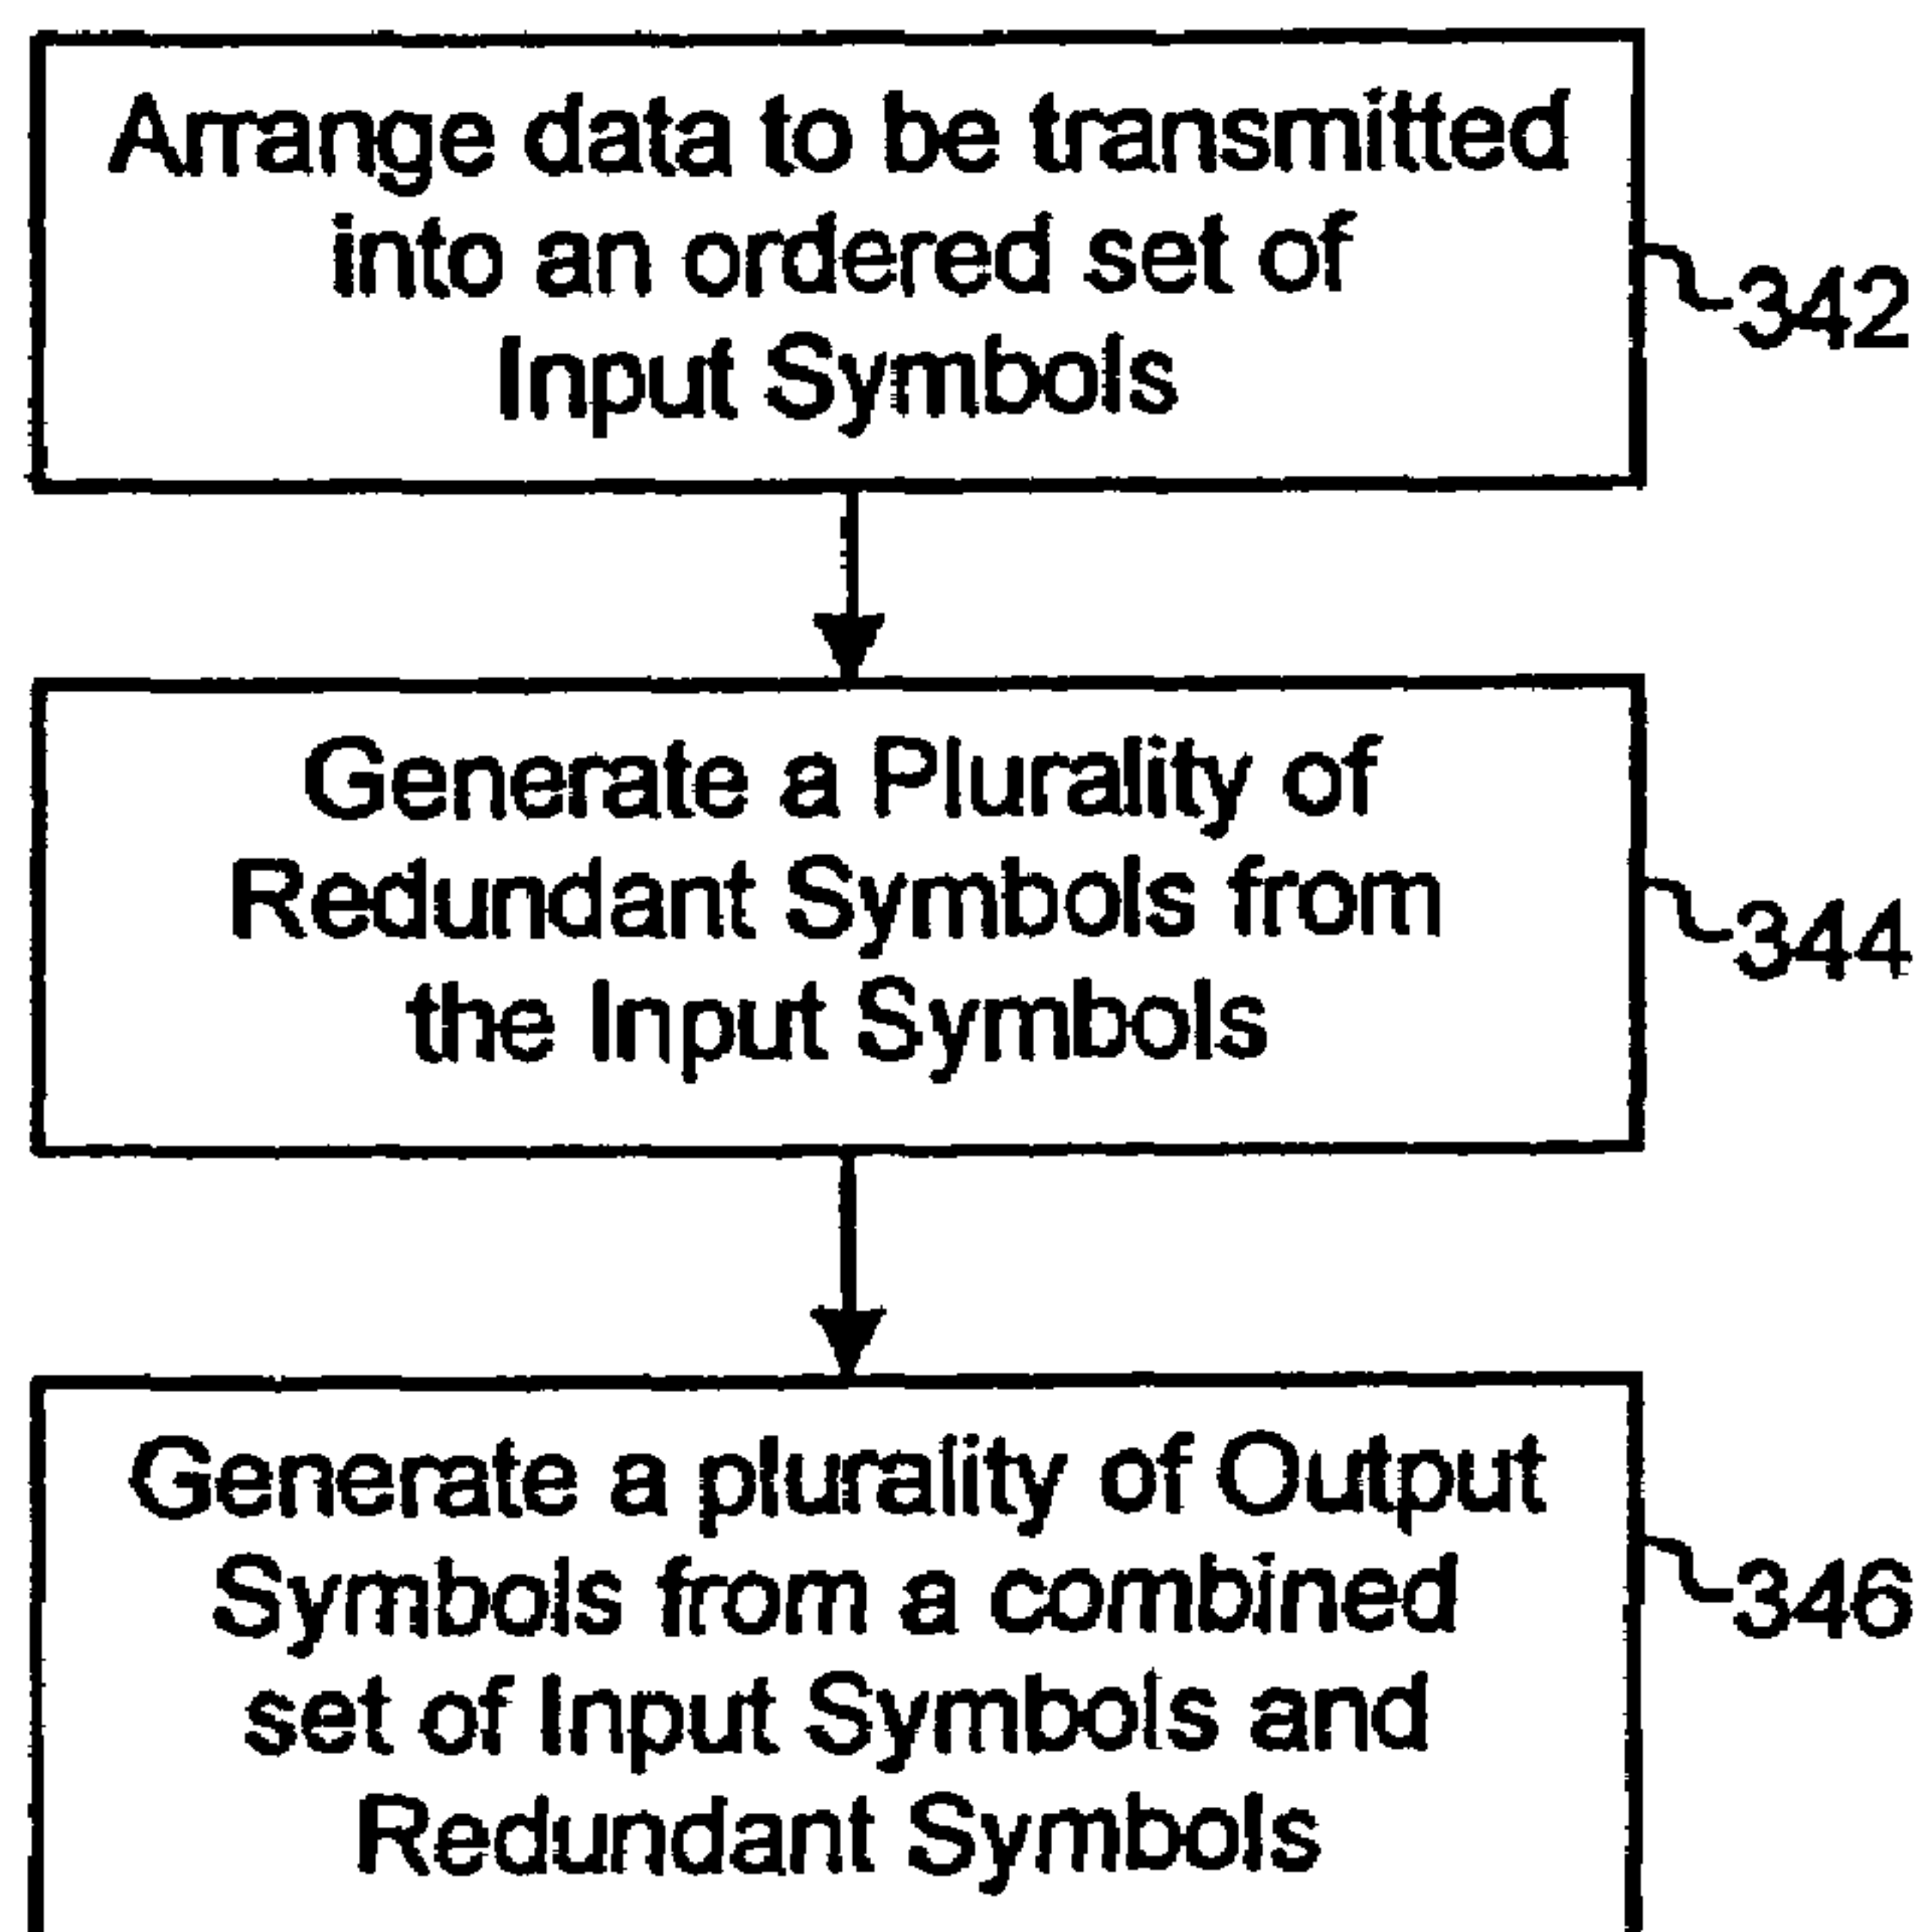 Arrange data to be transmitted
into an ordered set of
Input Symbols
342
Generate a Plurality of
Redundant Symbols from
the Input Symbols
344
Generate a plurality of Output
Symbols from a combined
set of Input Symbols and
Redundant Symbols
346